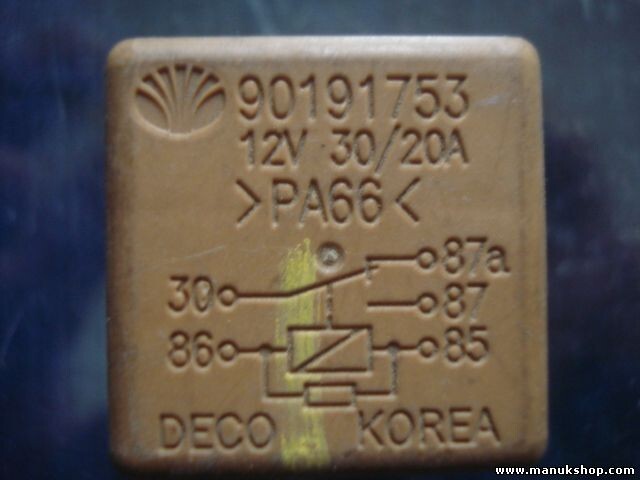 90191753
12V 30/20A
>PA66<
87a
30
87
86
85
DECO KOREA
www.manukshop.com